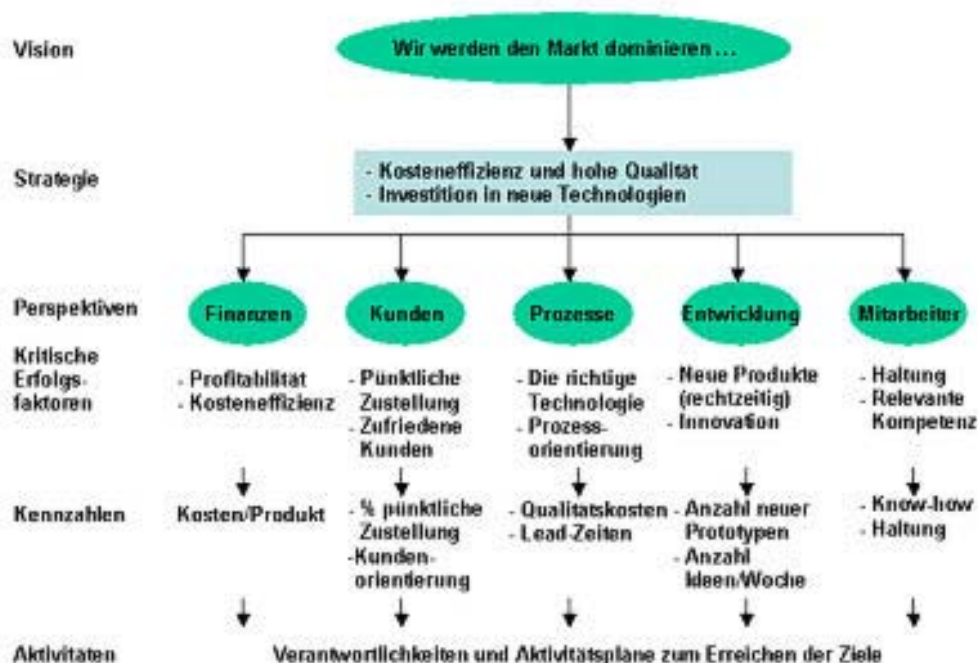 Vision
Wir werden den Markt dominieren ...
Strategie
- Kosteneffizienz und hohe Qualität
- Investition in neue Technologien
Perspektiven
Finanzen
Kunden
Prozesse
Entwicklung
Mitarbeiter
Kritische
Erfolgs-
faktoren
- Profitabilität
- Kosteneffizienz
- Pünktliche
Zustellung
- Zufriedene
Kunden
- Die richtige
Technologie
- Prozess-
orientierung
- Neue Produkte
(rechtzeitig)
- Innovation
- Haltung
- Relevante
Kompetenz
Kennzahlen
Kosten/Produkt
- % pünktliche
Zustellung
- Kunden-
orientierung
- Qualitätskosten
- Lead-Zeiten
- Anzahl neuer
Prototypen
- Anzahl
Ideen/Woche
- Know-how
- Haltung
Aktivitäten
Verantwortlichkeiten und Aktivitätspläne zum Erreichen der Ziele